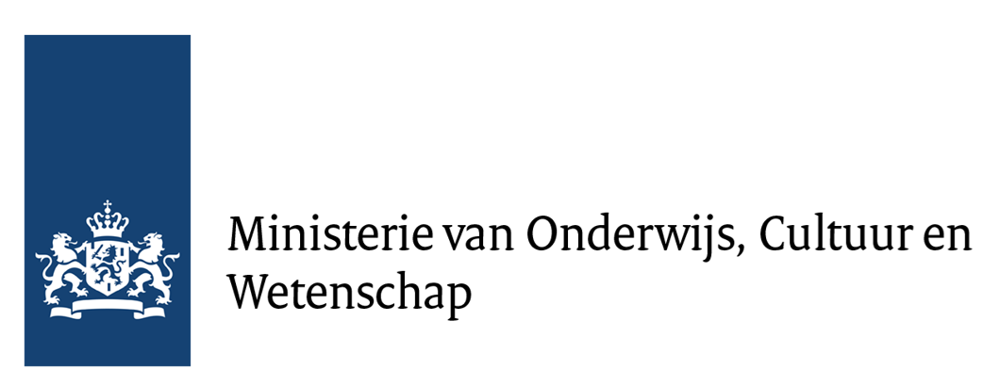 Ministerie van Onderwijs, Cultuur en
Wetenschap